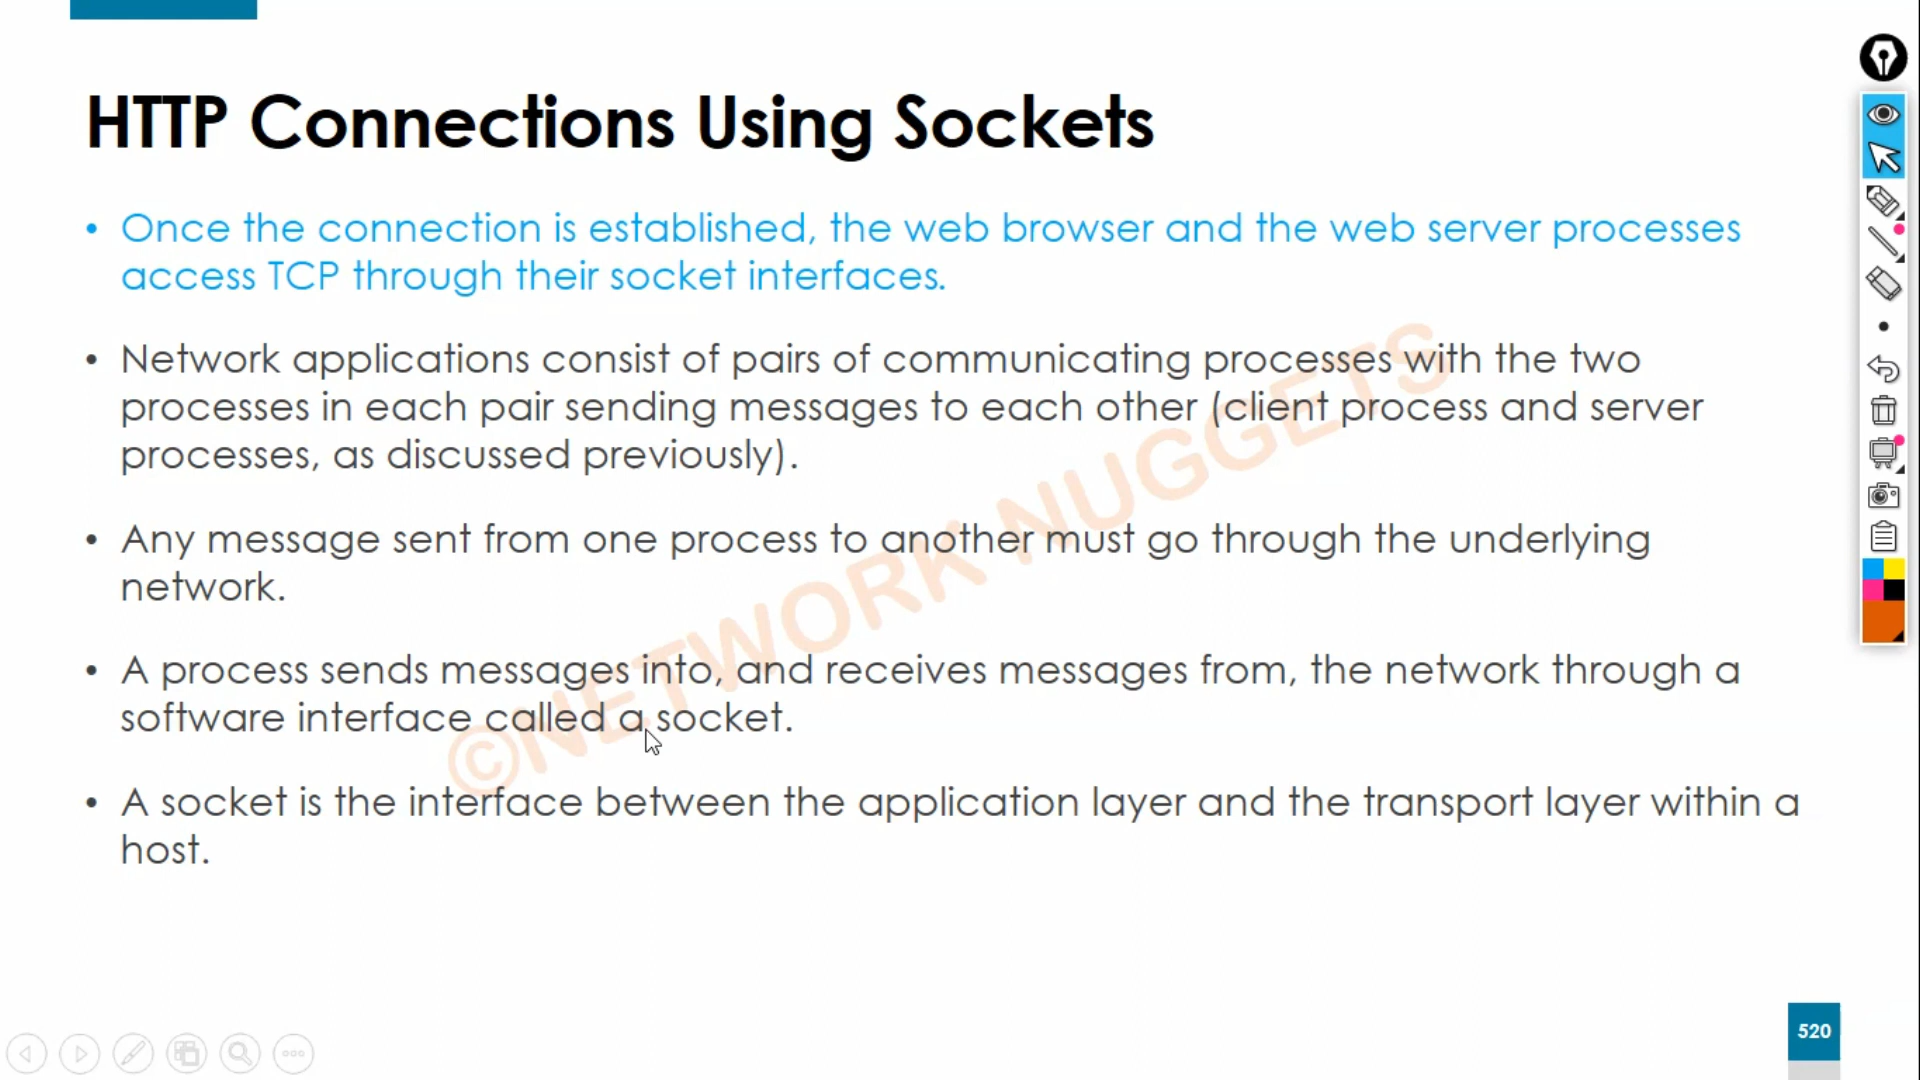 HTTP Connections Using Sockets
• Once the connection is established, the web browser and the web server processes
access TCP through their socket interfaces.
• Network applications consist of pairs of communicating processes with the two
processes in each pair sending messages to each other (client process and server
processes, as discussed previously).
• Any message sent from one process to another must go through the underlying
network.
• A process sends messages into, and receives messages from, the network through a
software interface called a socket.
• A socket is the interface between the application layer and the transport layer within a
host.
©NETWORK NUGGETS
520